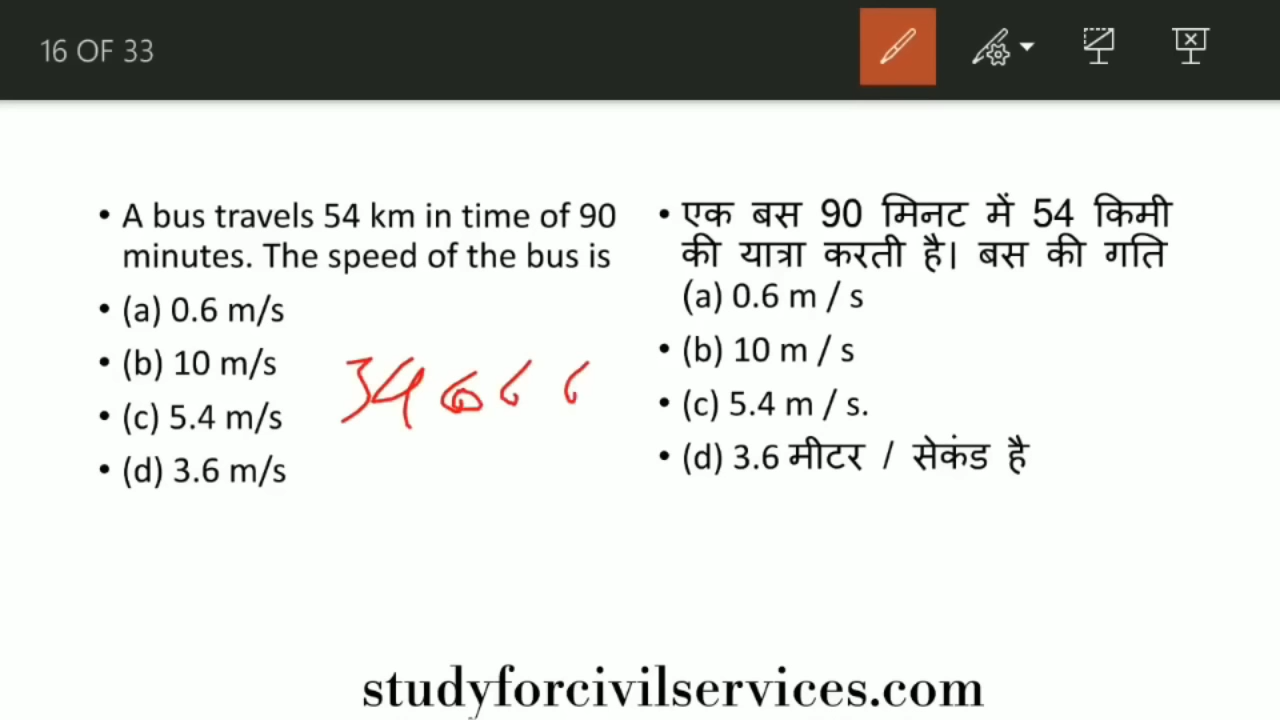 16 OF 33
• A bus travels 54 km in time of 90
minutes. The speed of the bus is
• (a) 0.6 m/s
• (b) 10 m/s
• (c) 5.4 m/s
• (d) 3.6 m/s
• एक बस 90 मिनट में 54 किमी
की यात्रा करती है। बस की गति
(a) 0.6 m / s
• (b) 10 m / s
• (c) 5.4 m / s.
• (d) 3.6 मीटर / सेकंड है
studyforcivilservices.com